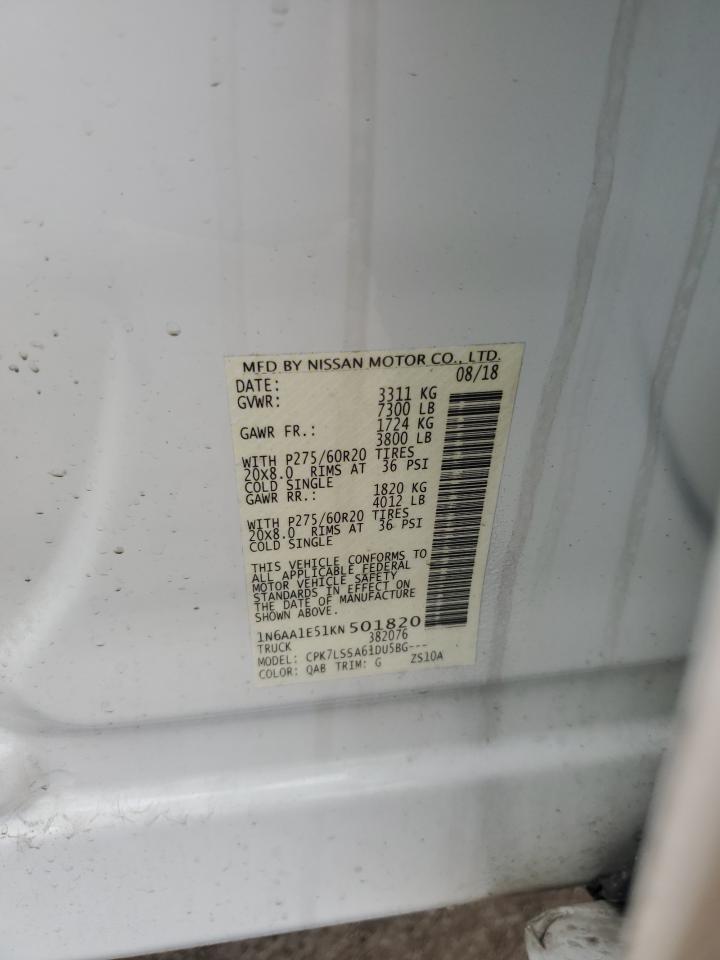 MFD BY NISSAN MOTOR CO., LTD.
DATE: 08/18
GVWR: 3311 KG
7300 LB
GAWR FR.: 1724 KG
3800 LB
WITH P275/60R20 TIRES
20X8.0 RIMS AT 36 PSI
COLD SINGLE
GAWR RR.: 1820 KG
4012 LB
WITH P275/60R20 TIRES
20X8.0 RIMS AT 36 PSI
COLD SINGLE
THIS VEHICLE CONFORMS TO
ALL APPLICABLE FEDERAL
MOTOR VEHICLE SAFETY
STANDARDS IN EFFECT ON
THE DATE OF MANUFACTURE
SHOWN ABOVE.
1N6AA1E51KN 501820
TRUCK 382076
MODEL: CPK7LS5A61DU5BG---
COLOR: QAB TRIM: G ZS10A